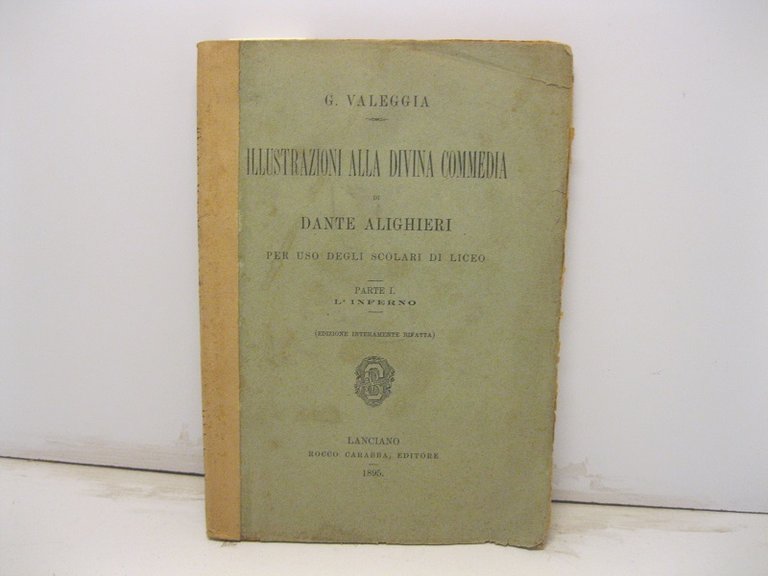 G. VALEGGIA
ILLUSTRAZIONI ALLA DIVINA COMMEDIA
DI
DANTE ALIGHIERI
PER USO DEGLI SCOLARI DI LICEO
PARTE I.
L' INFERNO
(EDIZIONE INTERAMENTE RIFATTA)
LANCIANO
ROCCO CARABBA, EDITORE
1895.